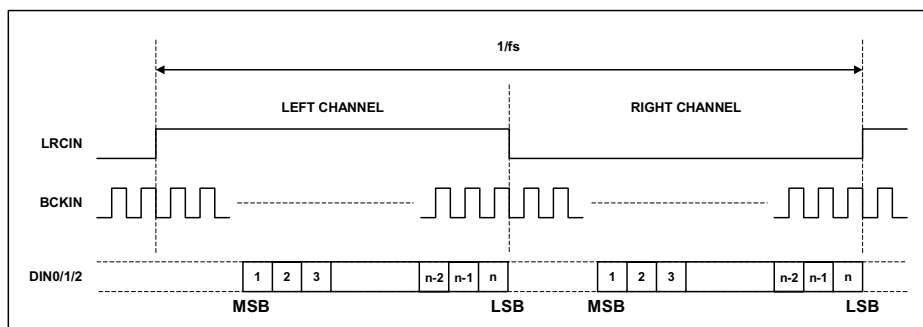 1/fs
LEFT CHANNEL RIGHT CHANNEL
LRCIN
BCKIN
DIN0/1/2 1 2 3 n-2 n-1 n 1 2 3 n-2 n-1 n
MSB LSB MSB LSB